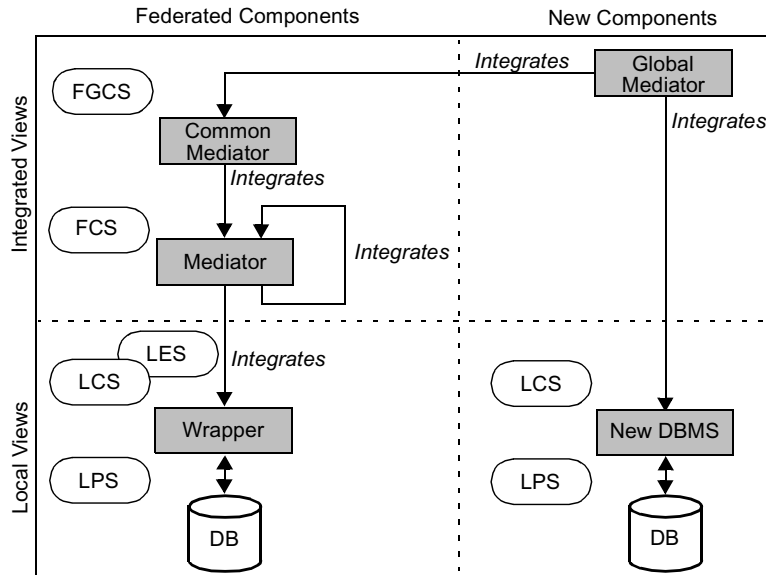 Federated Components
New Components
Integrated Views
Local Views
FGCS
Integrates
Global
Mediator
Common
Mediator
Integrates
Integrates
FCS
Mediator
Integrates
LES
Integrates
LCS
LCS
Wrapper
New DBMS
LPS
LPS
DB
DB